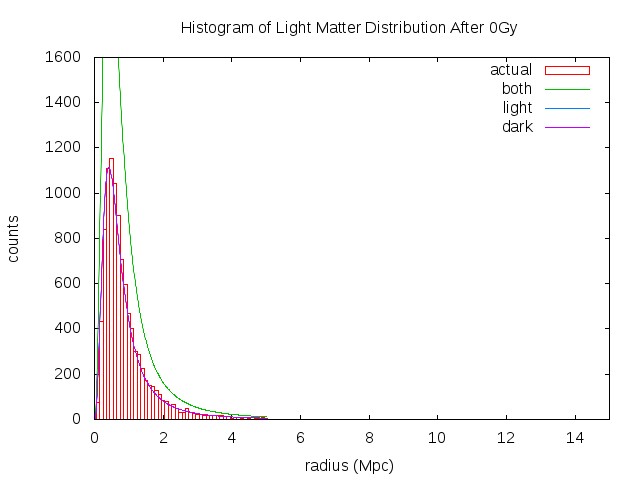 Histogram of Light Matter Distribution After 0Gy
1600
1400
1200
1000
800
600
400
200
0
counts
actual
both
light
dark
0 2 4 6 8 10 12 14
radius (Mpc)